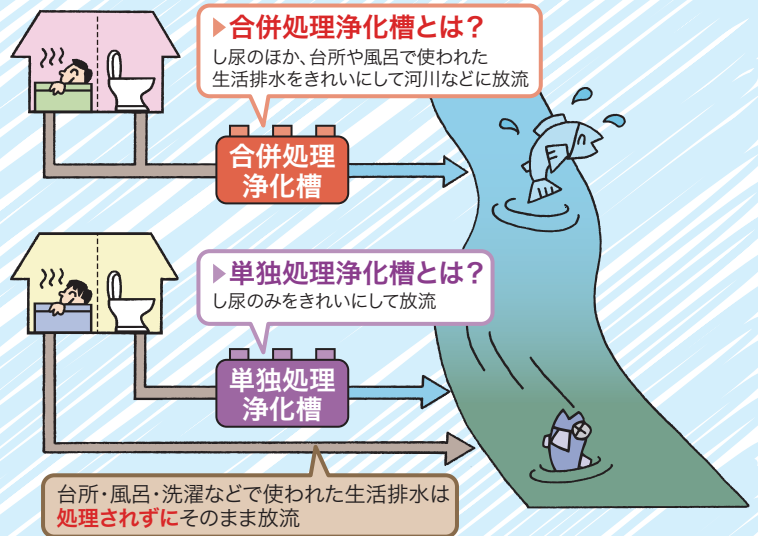 ▶合併処理浄化槽とは？
し尿のほか、台所や風呂で使われた
生活排水をきれいにして河川などに放流
合併処理
浄化槽
▶単独処理浄化槽とは？
し尿のみをきれいにして放流
単独処理
浄化槽
台所・風呂・洗濯などで使われた生活排水は
処理されずにそのまま放流